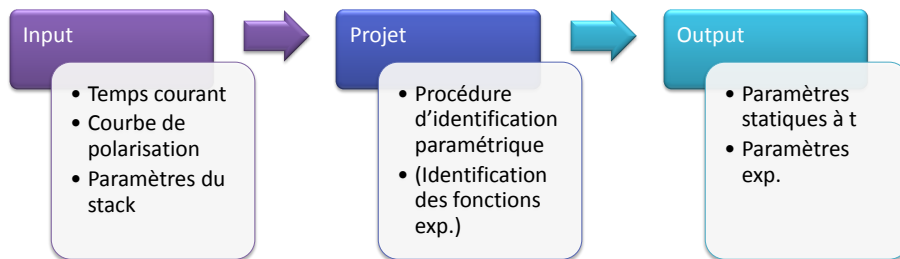 Input
• Temps courant
• Courbe de
polarisation
• Paramètres du
stack
Projet
• Procédure
d'identification
paramétrique
• (Identification
des fonctions
exp.)
Output
• Paramètres
statiques à t
• Paramètres
exp.